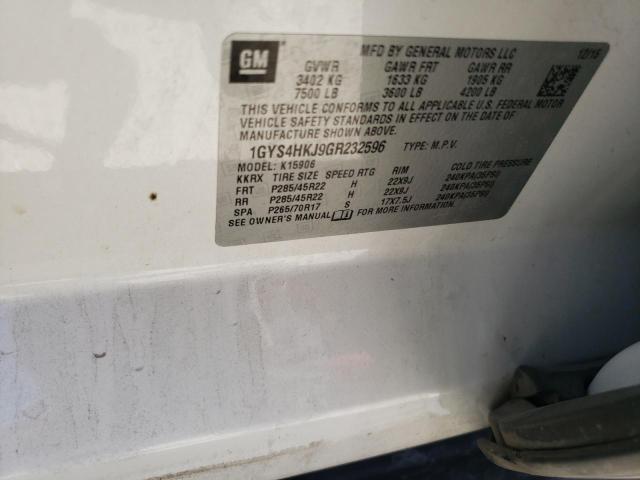 GM
MFD BY GENERAL MOTORS LLC 12/15
GVWR GAWR FRT GAWR RR
3402 KG 1633 KG 1905 KG
7500 LB 3600 LB 4200 LB
THIS VEHICLE CONFORMS TO ALL APPLICABLE U.S. FEDERAL MOTOR
VEHICLE SAFETY STANDARDS IN EFFECT ON THE DATE OF
MANUFACTURE SHOWN ABOVE.
1GYS4HKJ9GR232596 TYPE: M.P.V.
MODEL: K15906
KKRX TIRE SIZE SPEED RTG RIM COLD TIRE PRESSURE
FRT P285/45R22 H 22X9J 240KPA(35PSI)
RR P285/45R22 H 22X9J 240KPA(35PSI)
SPA P265/70R17 S 17X7.5J 240KPA(35PSI)
SEE OWNER'S MANUAL FOR MORE INFORMATION.